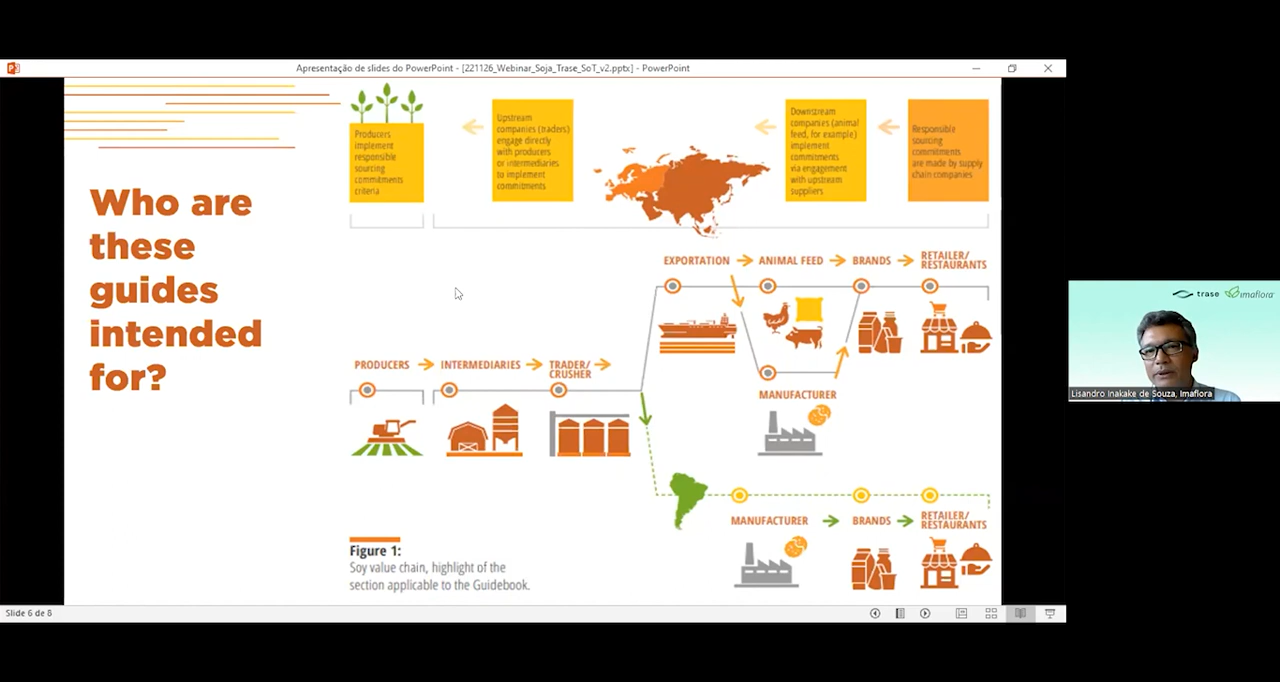 Apresentação de slides do PowerPoint - [221126_Webinar_Soja_Trase_SoT_v2.pptx] - PowerPoint
Who are
these
guides
intended
for?
Producers
implement
responsible
sourcing
commitments
criteria
Upstream
companies (traders)
engage directly
with producers
or intermediaries
to implement
commitments
Downstream
companies (animal
feed, for example)
implement
commitments
via engagement
with upstream
suppliers
Responsible
sourcing
commitments
are made by supply
chain companies
EXPORTATION
ANIMAL FEED
BRANDS
RETAILER/
RESTAURANTS
PRODUCERS
INTERMEDIARIES
TRADER/
CRUSHER
MANUFACTURER
MANUFACTURER
BRANDS
RETAILER/
RESTAURANTS
Figure 1:
Soy value chain, highlight of the
section applicable to the Guidebook.
Slide 6 de 8
trase imaflora
Lisandro Inakake de Souza, Imaflora